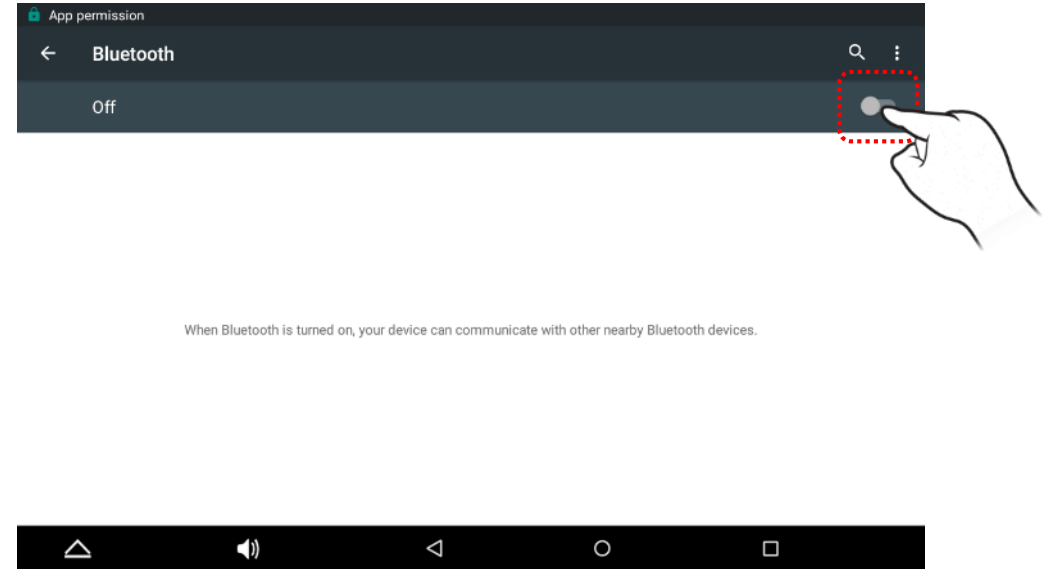 App permission
Bluetooth
Off
When Bluetooth is turned on, your device can communicate with other nearby Bluetooth devices.